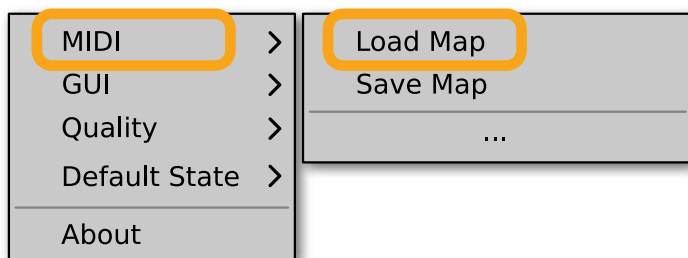 MIDI
GUI
Quality
Default State
About
Load Map
Save Map
...